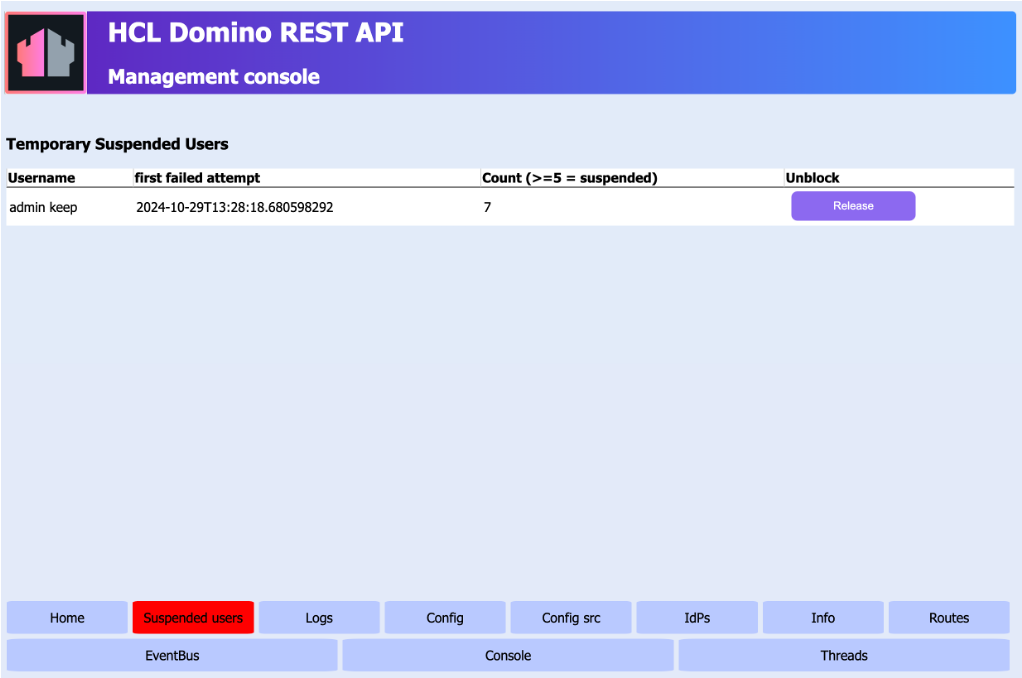 HCL Domino REST API
Management console
Temporary Suspended Users
Username first failed attempt Count (>=5 = suspended) Unblock
admin keep 2024-10-29T13:28:18.680598292 7 Release
Home Suspended users Logs Config Config src IdPs Info Routes
EventBus Console Threads